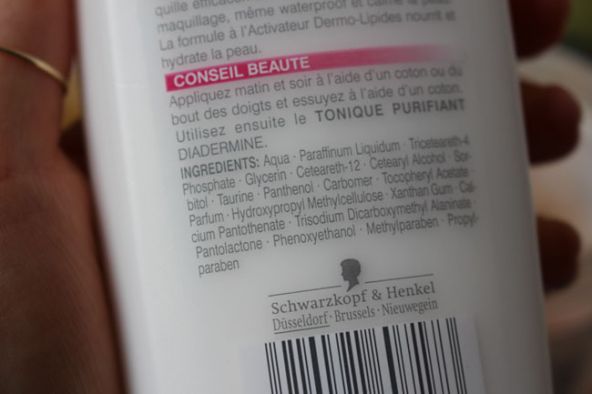 quille efficacement
maquillage, même waterproof et calme la peau.
La formule à l'Activateur Dermo-Lipides nourrit et
hydrate la peau.
CONSEIL BEAUTE
Appliquez matin et soir à l'aide d'un coton ou du
bout des doigts et essuyez à l'aide d'un coton.
Utilisez ensuite le TONIQUE PURIFIANT
DIADERMINE.
INGREDIENTS: Aqua · Paraffinum Liquidum · Triceteareth-4
Phosphate · Glycerin · Ceteareth-12 · Cetearyl Alcohol · Sor-
bitol · Taurine · Panthenol · Carbomer · Tocopheryl Acetate ·
Parfum · Hydroxypropyl Methylcellulose · Xanthan Gum · Cal-
cium Pantothenate · Trisodium Dicarboxymethyl Alaninate ·
Pantolactone · Phenoxyethanol · Methylparaben · Propyl-
paraben
Schwarzkopf & Henkel
Düsseldorf · Brussels · Nieuwegein